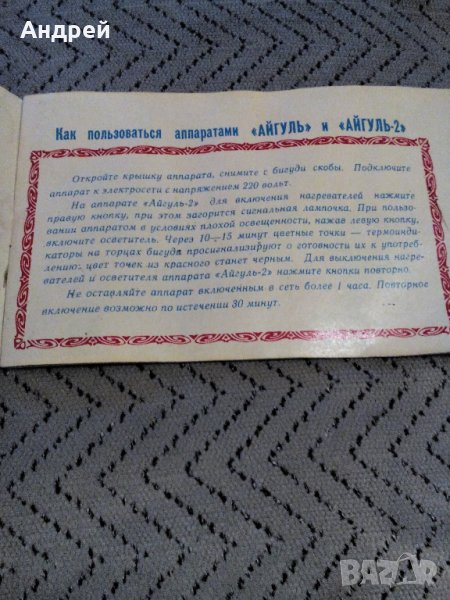 Андрей
Как пользоваться аппаратами «АЙГУЛЬ» и «АЙГУЛЬ-2»
Откройте крышку аппарата, снимите с бигуди скобы. Подключите
аппарат к электросети с напряжением 220 вольт.
На аппарате «Айгуль-2» для включения нагревателей нажмите
правую кнопку, при этом загорится сигнальная лампочка. При пользо-
вании аппаратом в условиях плохой освещенности, нажав левую кнопку,
включите осветитель. Через 10—15 минут цветные точки — термоинди-
каторы на торцах бигуди просигнализируют о готовности их к употреб-
лению: цвет точек из красного станет черным. Для выключения нагре-
вателей и осветителя аппарата «Айгуль-2» нажмите кнопки повторно.
Не оставляйте аппарат включенным в сеть более 1 часа. Повторное
включение возможно по истечении 30 минут.
BAZAR